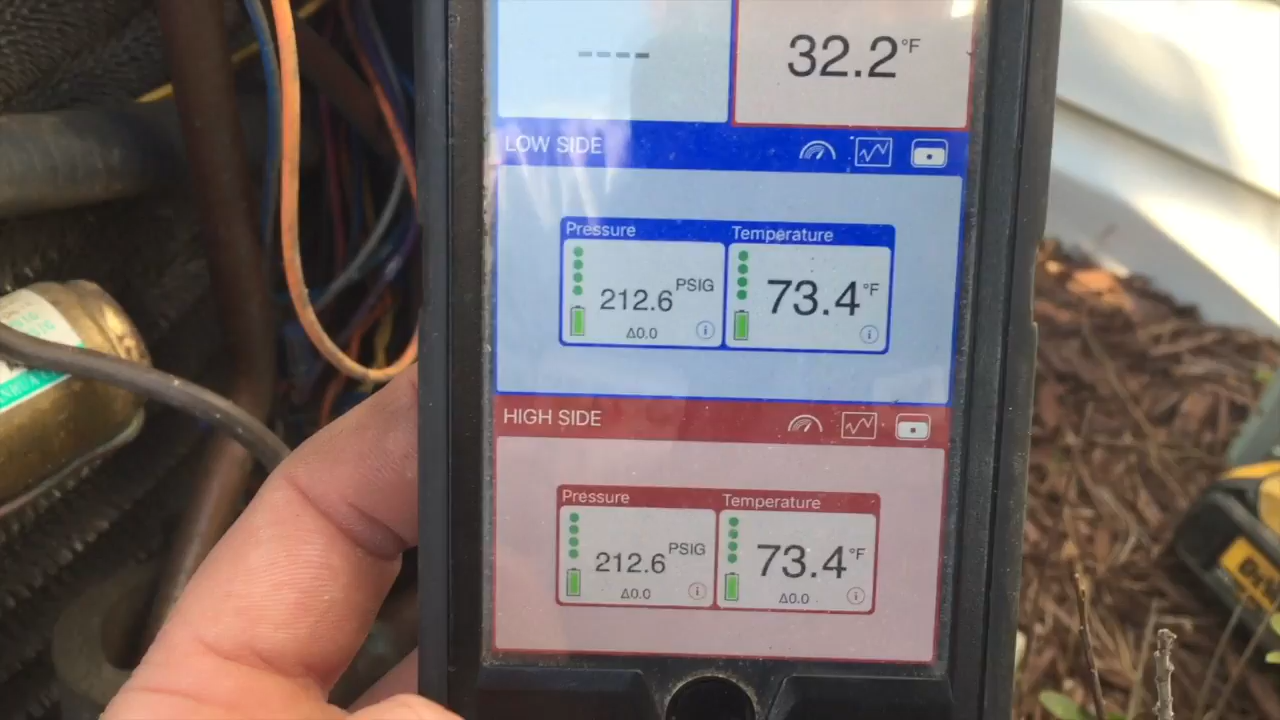 ----
32.2°F
LOW SIDE
Pressure
Temperature
212.6 PSIG
73.4°F
Δ0.0
HIGH SIDE
Pressure
Temperature
212.6 PSIG
73.4°F
Δ0.0
Δ0.0